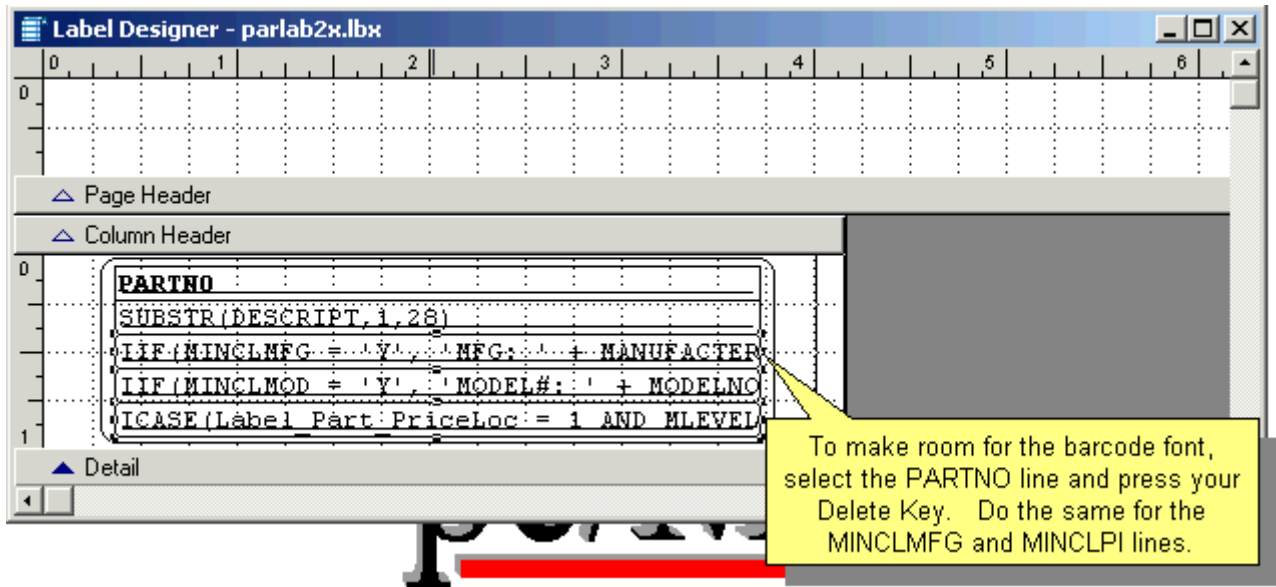 Label Designer - parlab2x.lbx
0 1 2 3 4 5 6
0
Page Header
Column Header
0
PARTNO
SUBSTR(DESCRIPT,1,28)
IIF(MINCLMFG = 'Y', 'MFG: ' + MANUFACTER
IIF(MINCLMOD = 'Y', 'MODEL#: ' + MODELNO
ICASE(Label_Part_PriceLoc = 1 AND MLEVEL
1
Detail
To make room for the barcode font,
select the PARTNO line and press your
Delete Key. Do the same for the
MINCLMFG and MINCLPI lines.